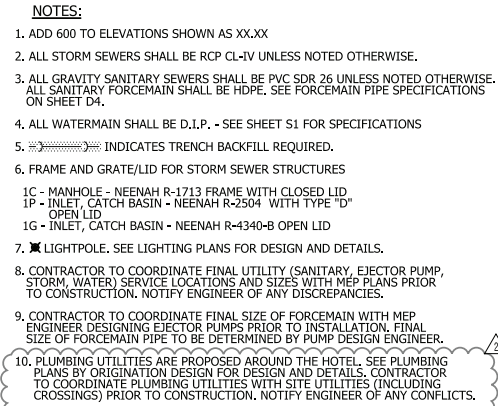 NOTES:
1. ADD 600 TO ELEVATIONS SHOWN AS XX.XX
2. ALL STORM SEWERS SHALL BE RCP CL-IV UNLESS NOTED OTHERWISE.
3. ALL GRAVITY SANITARY SEWERS SHALL BE PVC SDR 26 UNLESS NOTED OTHERWISE.
ALL SANITARY FORCEMAIN SHALL BE HDPE. SEE FORCEMAIN PIPE SPECIFICATIONS
ON SHEET D4.
4. ALL WATERMAIN SHALL BE D.I.P. - SEE SHEET S1 FOR SPECIFICATIONS
5. INDICATES TRENCH BACKFILL REQUIRED.
6. FRAME AND GRATE/LID FOR STORM SEWER STRUCTURES
1C - MANHOLE - NEENAH R-1713 FRAME WITH CLOSED LID
1P - INLET, CATCH BASIN - NEENAH R-2504 WITH TYPE "D"
OPEN LID
1G - INLET, CATCH BASIN - NEENAH R-4340-B OPEN LID
7. LIGHTPOLE. SEE LIGHTING PLANS FOR DESIGN AND DETAILS.
8. CONTRACTOR TO COORDINATE FINAL UTILITY (SANITARY, EJECTOR PUMP,
STORM, WATER) SERVICE LOCATIONS AND SIZES WITH MEP PLANS PRIOR
TO CONSTRUCTION. NOTIFY ENGINEER OF ANY DISCREPANCIES.
9. CONTRACTOR TO COORDINATE FINAL SIZE OF FORCEMAIN WITH MEP
ENGINEER DESIGNING EJECTOR PUMPS PRIOR TO INSTALLATION. FINAL
SIZE OF FORCEMAIN PIPE TO BE DETERMINED BY PUMP DESIGN ENGINEER.
2
10. PLUMBING UTILITIES ARE PROPOSED AROUND THE HOTEL. SEE PLUMBING
PLANS BY ORIGINATION DESIGN FOR DESIGN AND DETAILS. CONTRACTOR
TO COORDINATE PLUMBING UTILITIES WITH SITE UTILITIES (INCLUDING
CROSSINGS) PRIOR TO CONSTRUCTION. NOTIFY ENGINEER OF ANY CONFLICTS.